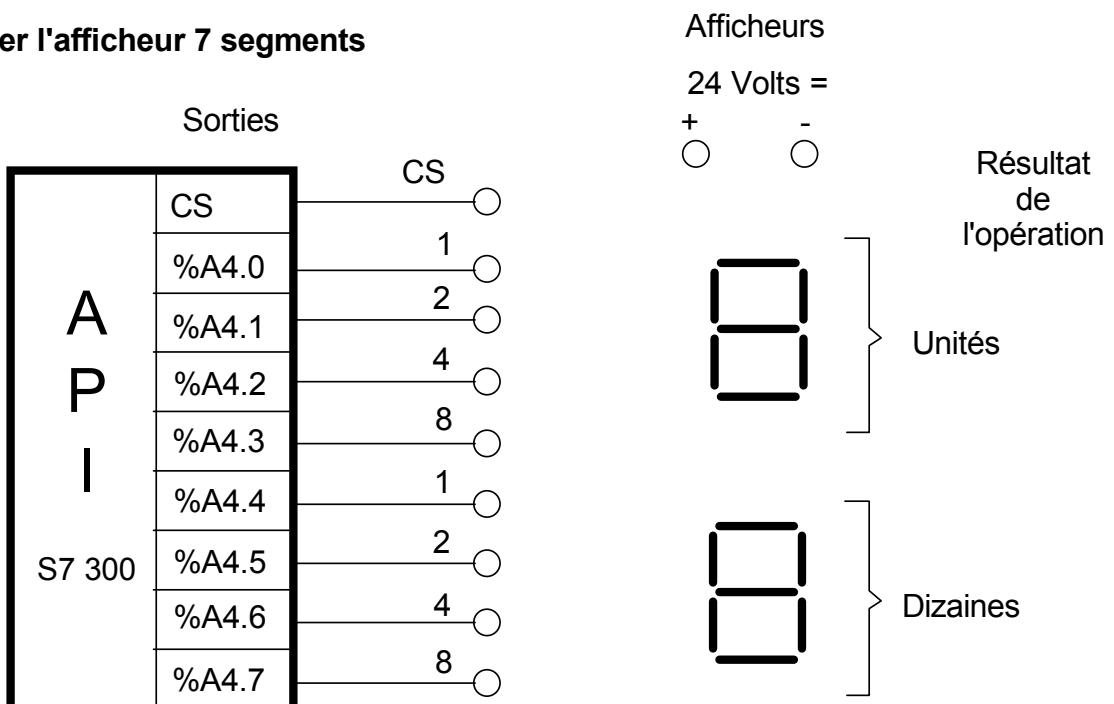 er l'afficheur 7 segments
Sorties
CS
CS
%A4.0
1
%A4.1
2
%A4.2
4
%A4.3
8
%A4.4
1
%A4.5
2
%A4.6
4
%A4.7
8
A
P
I
S7 300
Afficheurs
24 Volts =
+ -
Résultat
de
l'opération
Unités
Dizaines